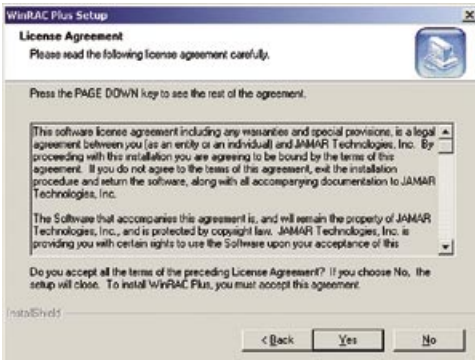 WinRAC Plus Setup
License Agreement
Please read the following license agreement carefully.
Press the PAGE DOWN key to see the rest of the agreement.
This software license agreement including any warranties and special provisions, is a legal
agreement between you (as an entity or an individual) and JAMAR Technologies, Inc. By
proceeding with this installation you are agreeing to be bound by the terms of this
agreement. If you do not agree to the terms of this agreement, exit the installation
procedure and return the software, along with all accompanying documentation to JAMAR
Technologies, Inc.
The Software that accompanies this agreement is, and will remain the property of JAMAR
Technologies, Inc., and is protected by copyright law. JAMAR Technologies, Inc. is
providing you with certain rights to use the Software upon your acceptance of this
Do you accept all the terms of the preceding License Agreement? If you choose No, the
setup will close. To install WinRAC Plus, you must accept this agreement.
InstallShield
< Back Yes No